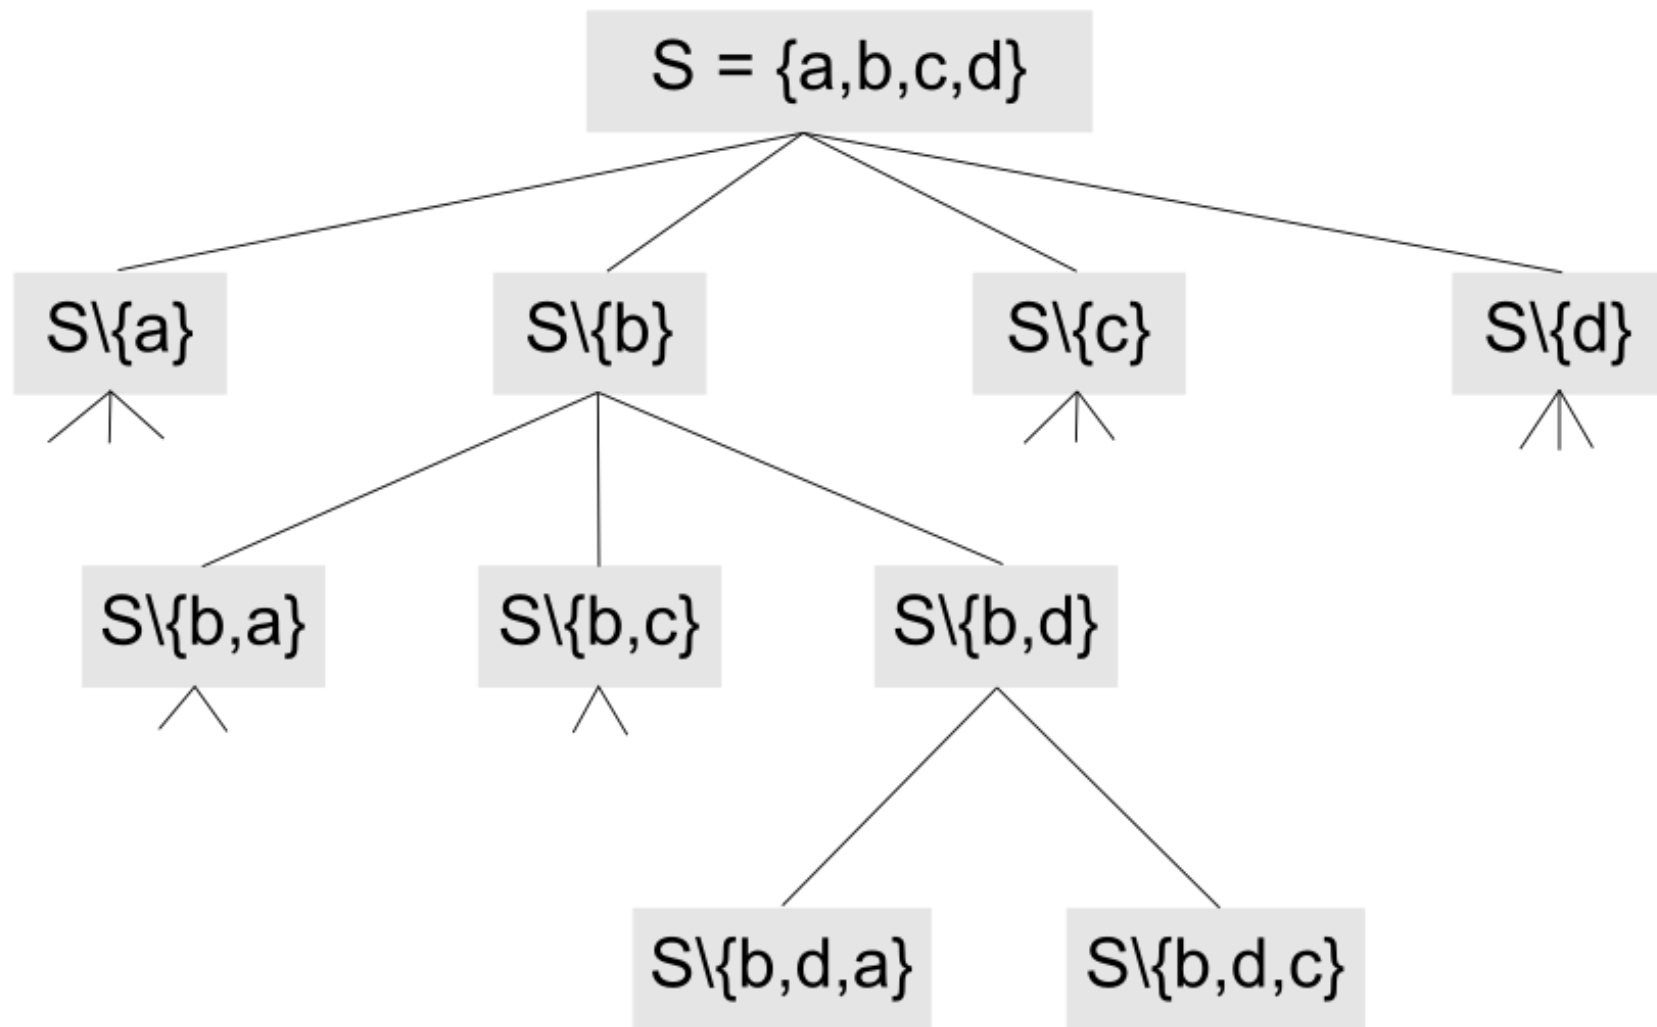 S = {a,b,c,d}
S\{a}
S\{b}
S\{c}
S\{d}
S\{b,a}
S\{b,c}
S\{b,d}
S\{b,d,a}
S\{b,d,c}